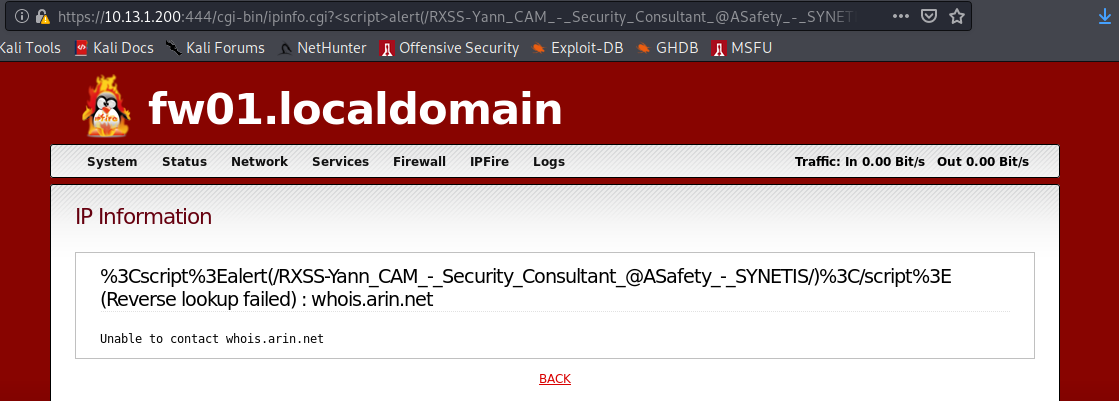 https://10.13.1.200:444/cgi-bin/ipinfo.cgi?<script>alert(/RXSS-Yann_CAM_-_Security_Consultant_@ASafety_-_SYNET
Kali Tools Kali Docs Kali Forums NetHunter Offensive Security Exploit-DB GHDB MSFU
fw01.localdomain
System Status Network Services Firewall IPFire Logs Traffic: In 0.00 Bit/s Out 0.00 Bit/s
IP Information
%3Cscript%3Ealert(/RXSS-Yann_CAM_-_Security_Consultant_@ASafety_-_SYNETIS/)%3C/script%3E
(Reverse lookup failed) : whois.arin.net
Unable to contact whois.arin.net
BACK